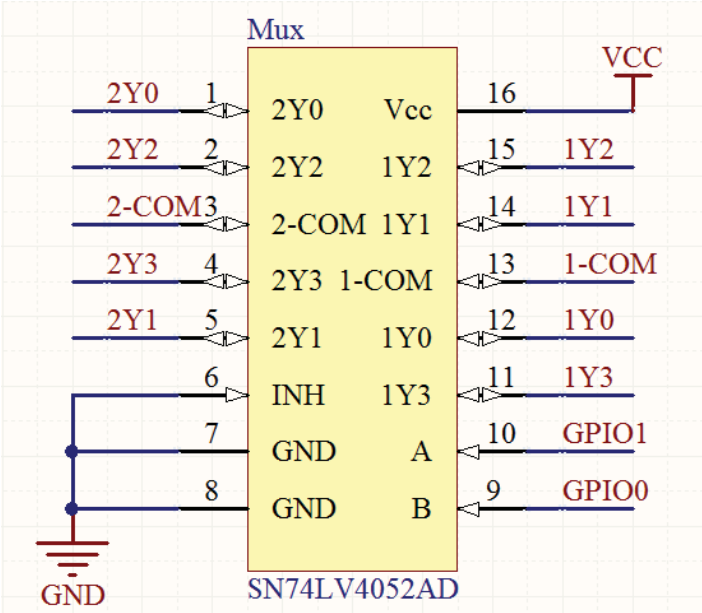 Mux
VCC
2Y0 1 2Y0 Vcc 16
2Y2 2 2Y2 1Y2 15 1Y2
2-COM 3 2-COM 1Y1 14 1Y1
2Y3 4 2Y3 1-COM 13 1-COM
2Y1 5 2Y1 1Y0 12 1Y0
6 INH 1Y3 11 1Y3
7 GND A 10 GPIO1
8 GND B 9 GPIO0
GND SN74LV4052AD